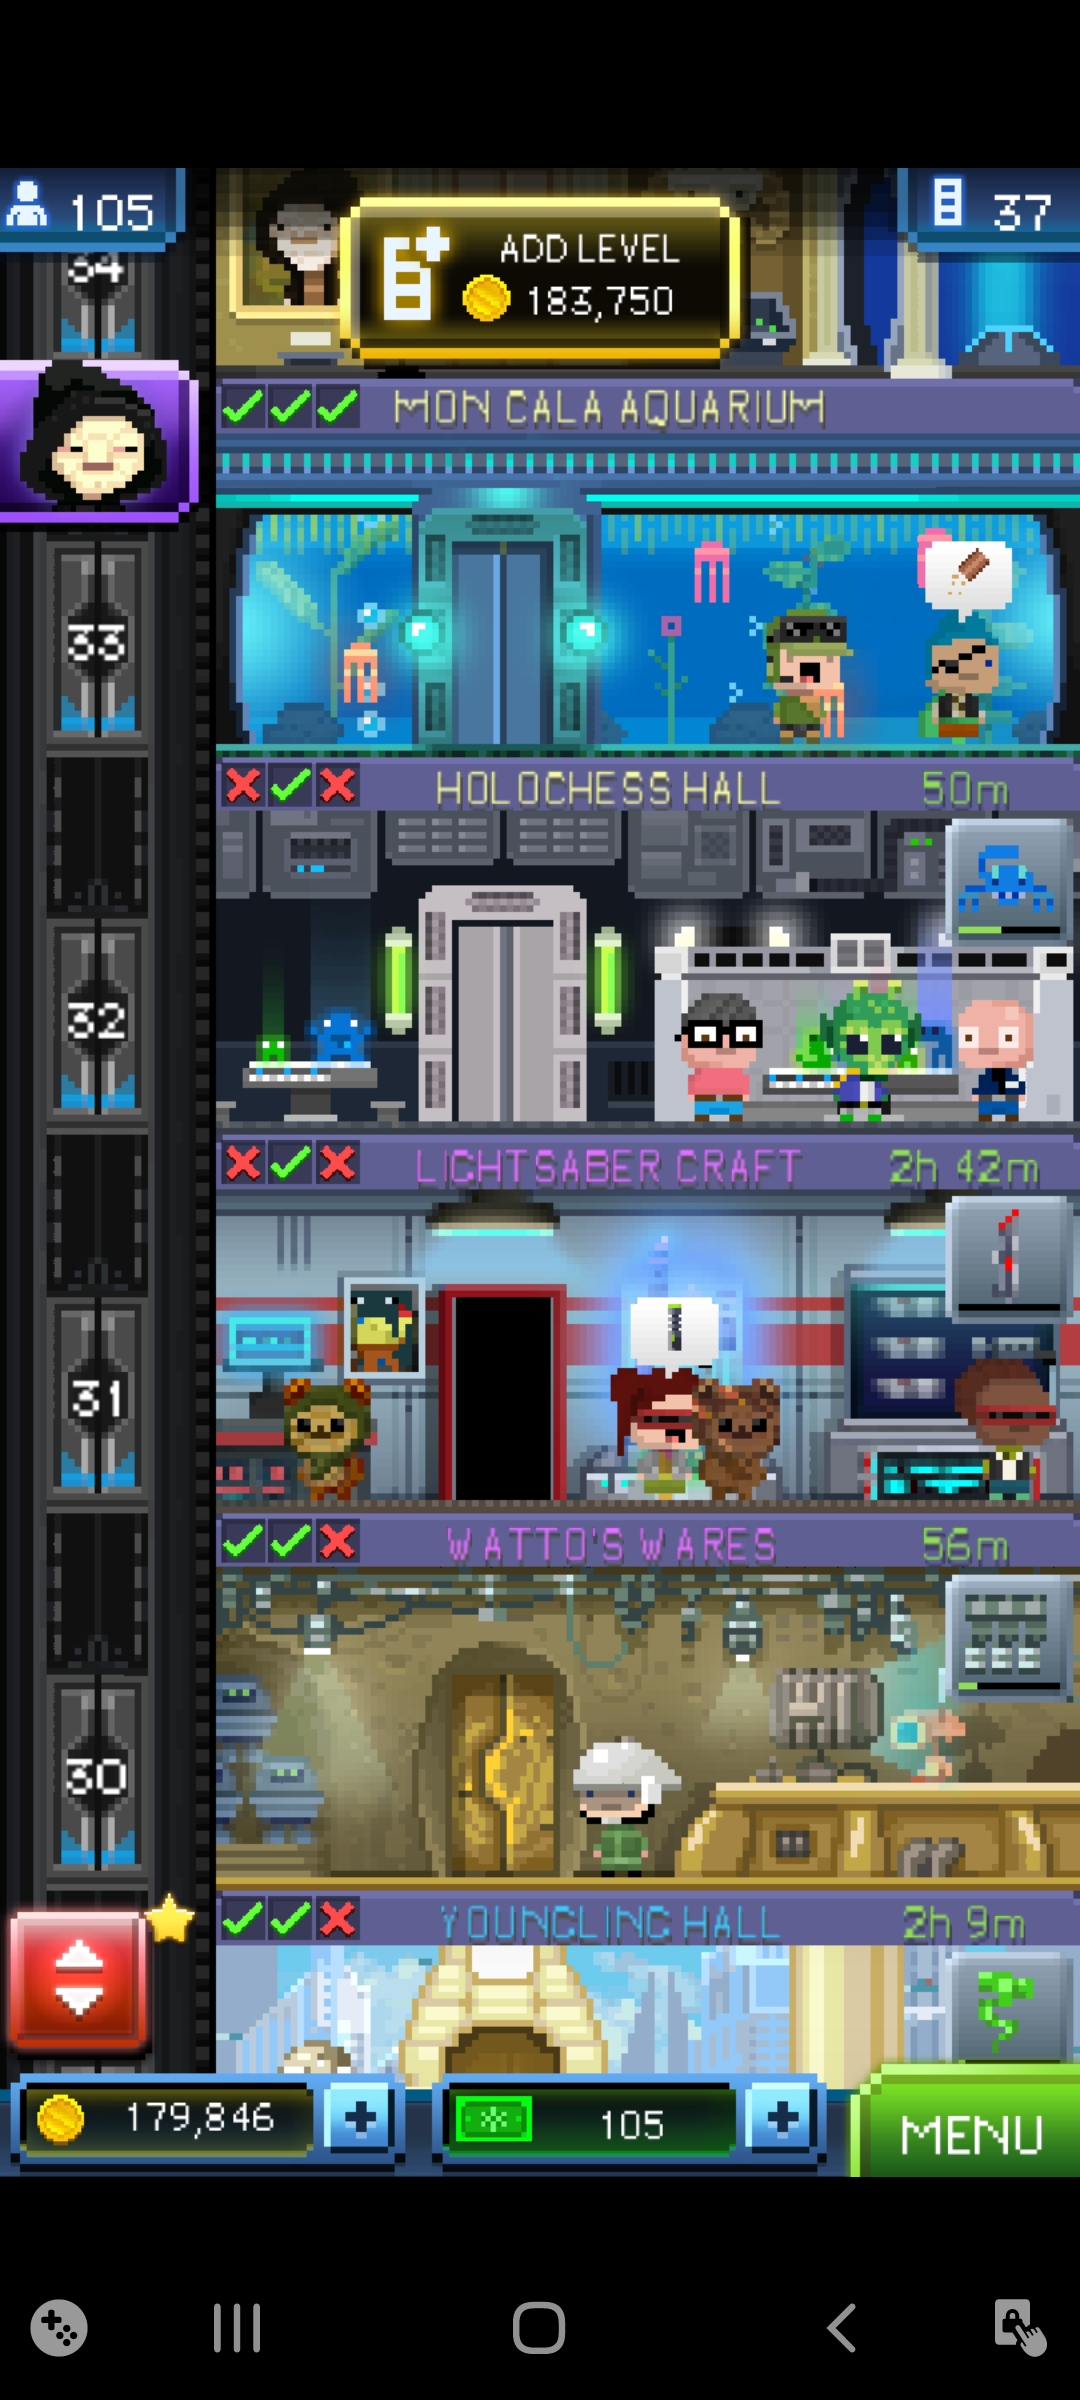 105
37
34
ADD LEVEL
183,750
MON CALA AQUARIUM
33
HOLOCHESS HALL 50m
32
LIGHTSABER CRAFT 2h 42m
31
WATTO'S WARES 56m
30
YOUNGLING HALL 2h 9m
179,846
105
MENU